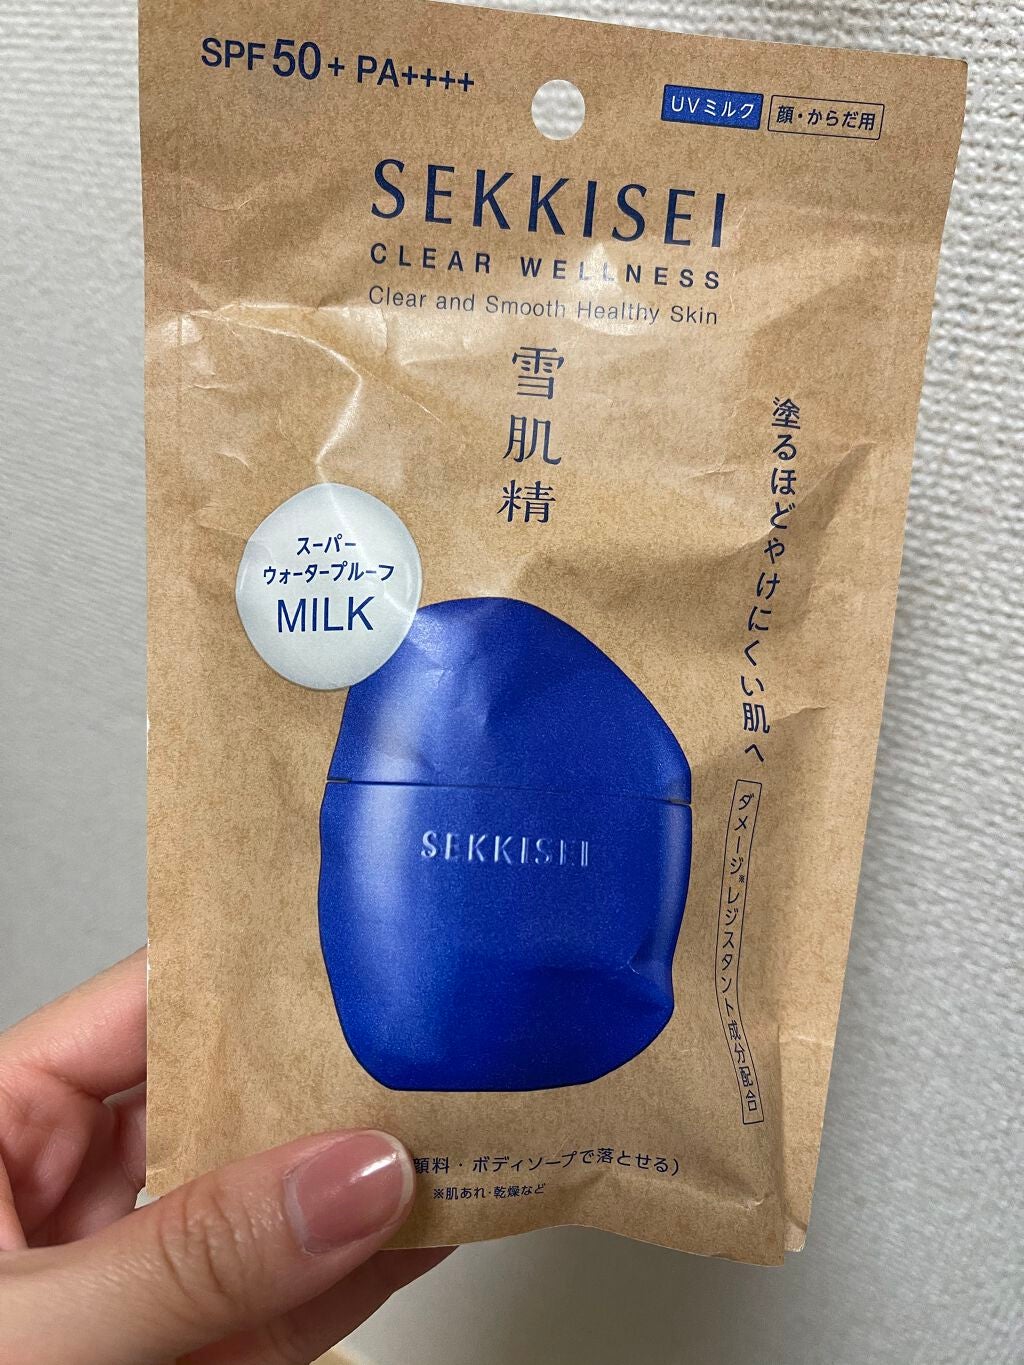 SPF50+ PA++++
UVミルク
顔・からだ用
SEKKISEI
CLEAR WELLNESS
Clear and Smooth Healthy Skin
雪肌精
塗るほどやけにくい肌へ
ダメージ※レジスタント成分配合
スーパー
ウォータープルーフ
MILK
SEKKISEI
顔料・ボディソープで落とせる)
※肌あれ・乾燥など